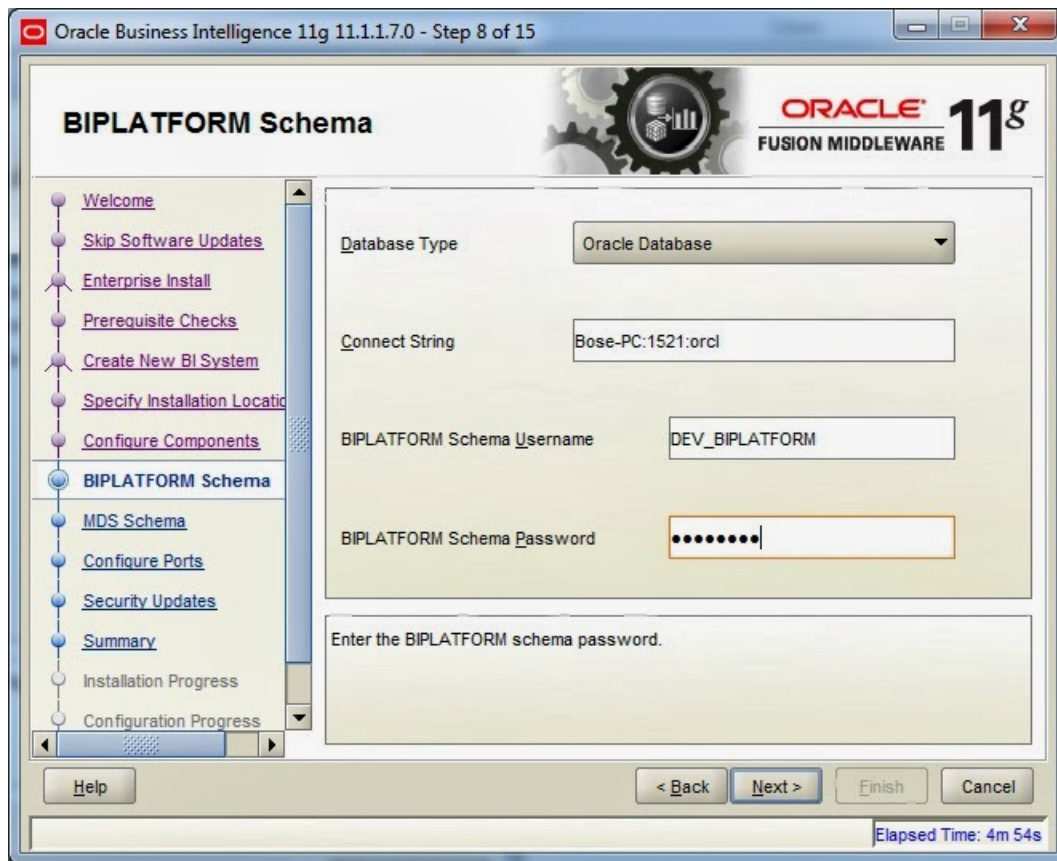 Oracle Business Intelligence 11g 11.1.1.7.0 - Step 8 of 15
BIPLATFORM Schema
ORACLE
FUSION MIDDLEWARE
11g
Welcome
Skip Software Updates
Enterprise Install
Prerequisite Checks
Create New BI System
Specify Installation Locatio
Configure Components
BIPLATFORM Schema
MDS Schema
Configure Ports
Security Updates
Summary
Installation Progress
Configuration Progress
Database Type
Oracle Database
Connect String
Bose-PC:1521:orcl
BIPLATFORM Schema Username
DEV_BIPLATFORM
BIPLATFORM Schema Password
●●●●●●●●
Enter the BIPLATFORM schema password.
Help
< Back
Next >
Finish
Cancel
Elapsed Time: 4m 54s